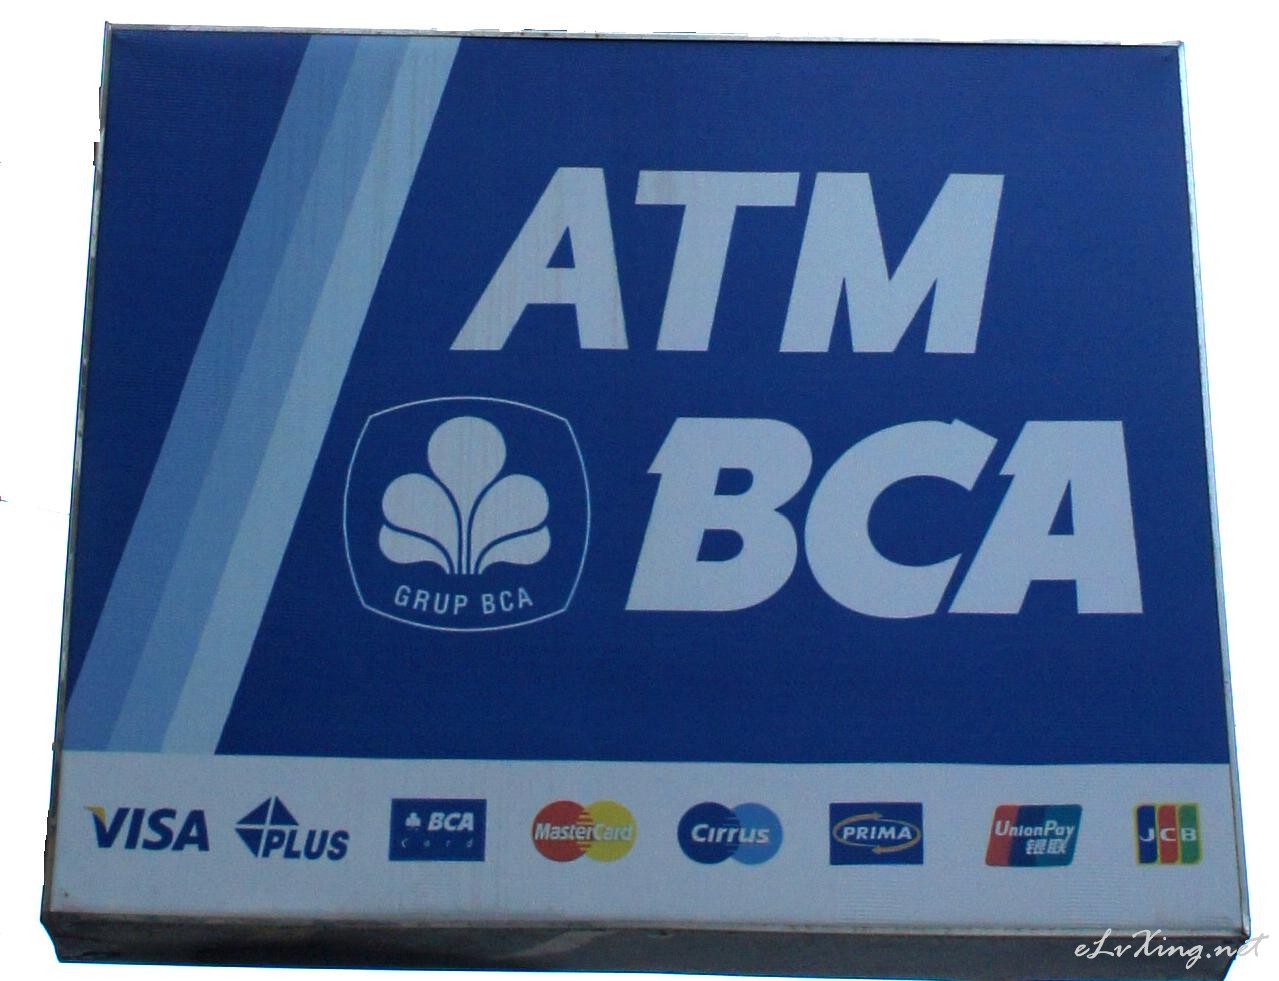 ATM
BCA
GRUP BCA
VISA PLUS BCA Card MasterCard Cirrus PRIMA UnionPay 银联 JCB
eLvXing.net